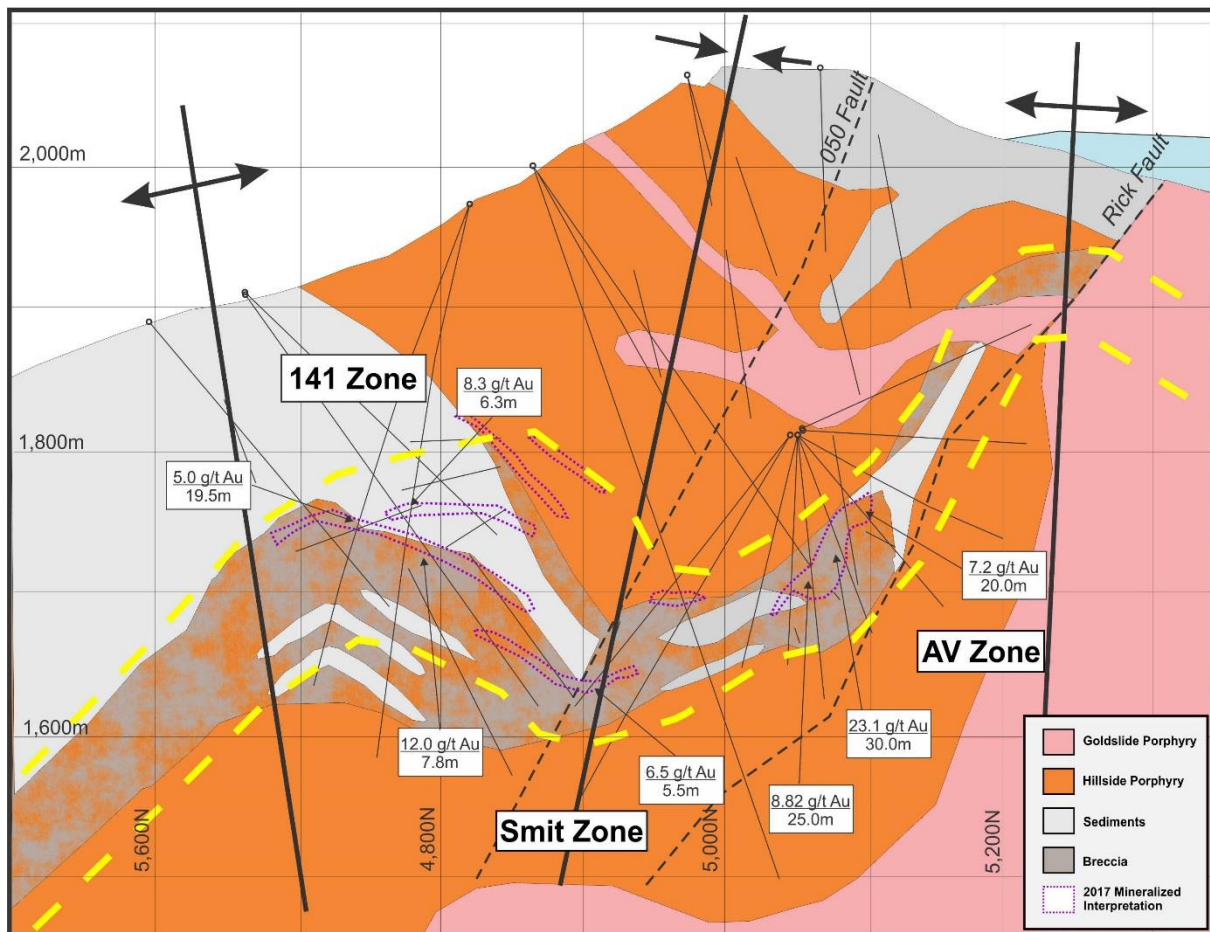 050 Fault
Rick Fault
2,000m
1,800m
1,600m
141 Zone
8.3 g/t Au
6.3m
5.0 g/t Au
19.5m
7.2 g/t Au
20.0m
AV Zone
12.0 g/t Au
7.8m
23.1 g/t Au
30.0m
6.5 g/t Au
5.5m
8.82 g/t Au
25.0m
Smit Zone
5,600N
4,800N
5,000N
5,200N
Goldslide Porphyry
Hillside Porphyry
Sediments
Breccia
2017 Mineralized
Interpretation